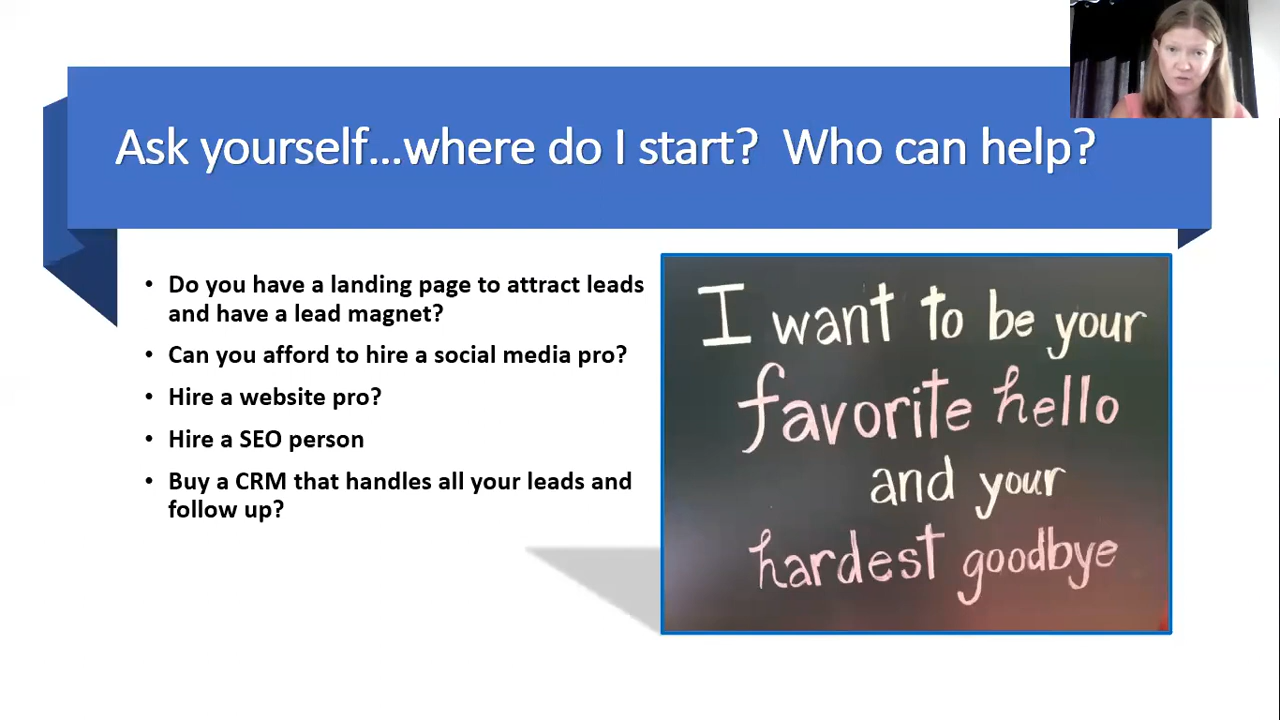 Ask yourself...where do I start?  Who can help?
• Do you have a landing page to attract leads
and have a lead magnet?
• Can you afford to hire a social media pro?
• Hire a website pro?
• Hire a SEO person
• Buy a CRM that handles all your leads and
follow up?
I want to be your
favorite hello
and your
hardest goodbye